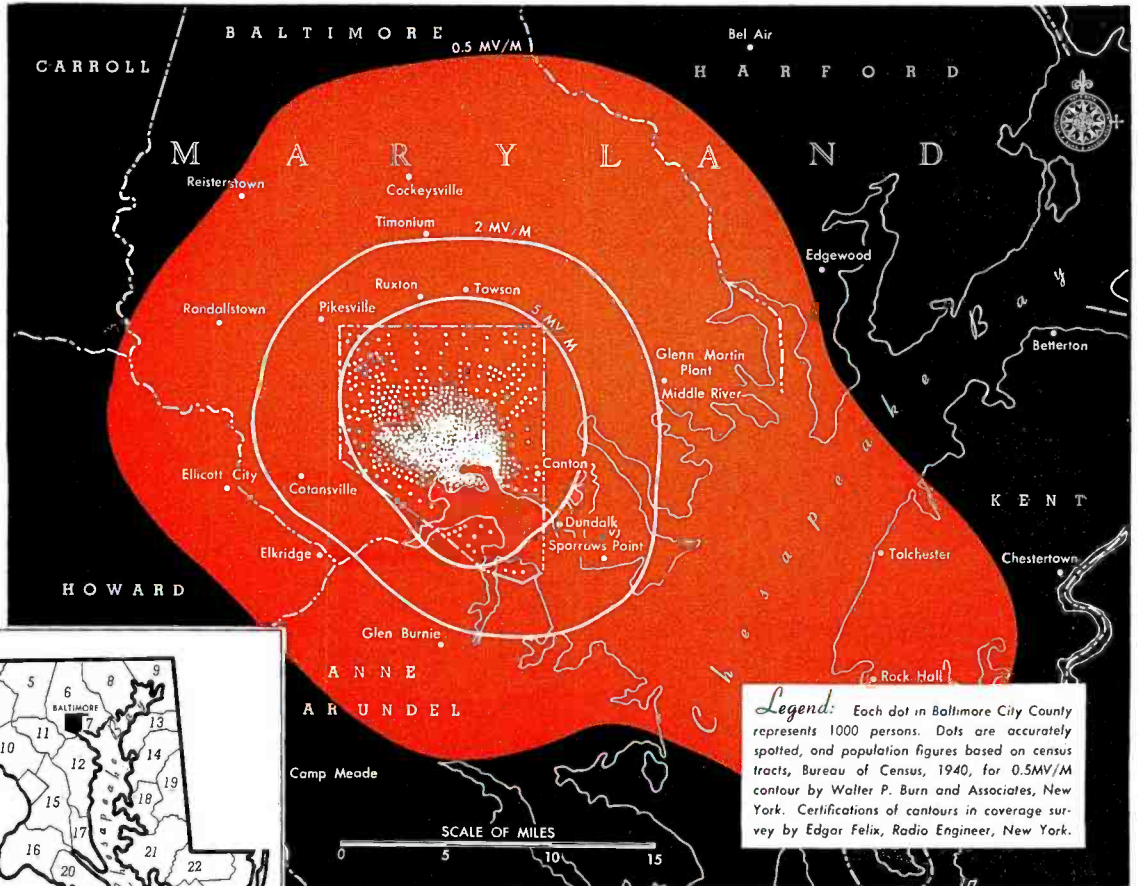 BALTIMORE
0.5 MV/M
Bel Air
CARROLL
HARFORD
MARYLAND
Reisterstown
Cockeysville
Timonium
2 MV/M
Edgewood
Ruxton
Towson
Randallstown
Pikesville
5 MV/M
Chesapeake Bay
Betterton
Glenn Martin
Plant
Middle River
Canton
Ellicott City
Catonsville
KENT
Dundalk
Sparrows Point
Elkridge
Tolchester
Chestertown
HOWARD
Glen Burnie
ANNE
ARUNDEL
Rock Hall
Camp Meade
SCALE OF MILES
0 5 10 15
Legend: Each dot in Baltimore City County
represents 1000 persons. Dots are accurately
spotted, and population figures based on census
tracts, Bureau of Census, 1940, for 0.5MV/M
contour by Walter P. Burn and Associates, New
York. Certifications of contours in coverage sur-
vey by Edgar Felix, Radio Engineer, New York.
5 6 8 9
BALTIMORE
13 7 13
10 11
12 14
15 18 19
17
16 20 21 22